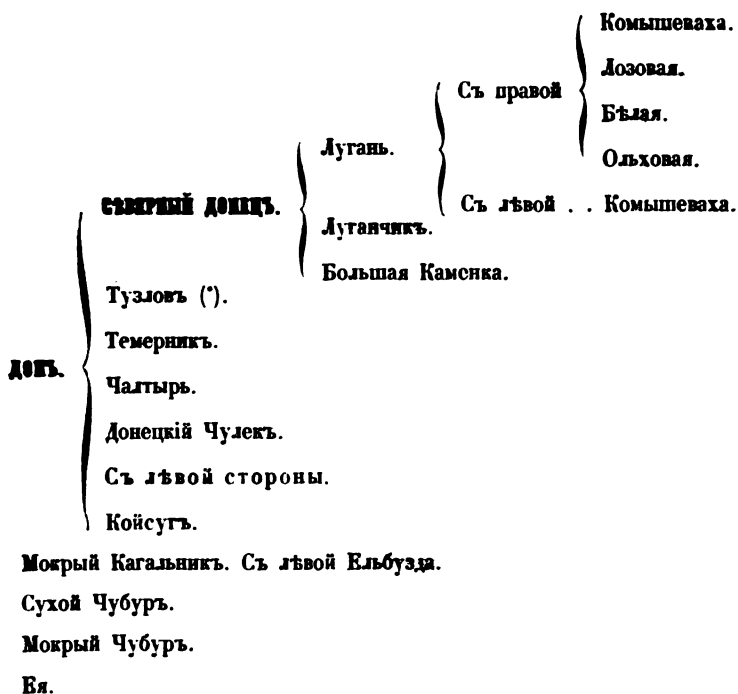 Комышеваха.
Лозовая.
Съ правой
Бѣлая.
Лугань.
Ольховая.
СѢВЕРНЫЙ ДОНЕЦЪ.
Съ лѣвой . . Комышеваха.
Луганчикъ.
Большая Каменка.
Тузловъ (*).
Темерникъ.
ДОНЪ.
Чалтырь.
Донецкій Чулекъ.
Съ лѣвой стороны.
Койсугъ.
Мокрый Кагальникъ. Съ лѣвой Ельбузда.
Сухой Чубуръ.
Мокрый Чубуръ.
Ея.